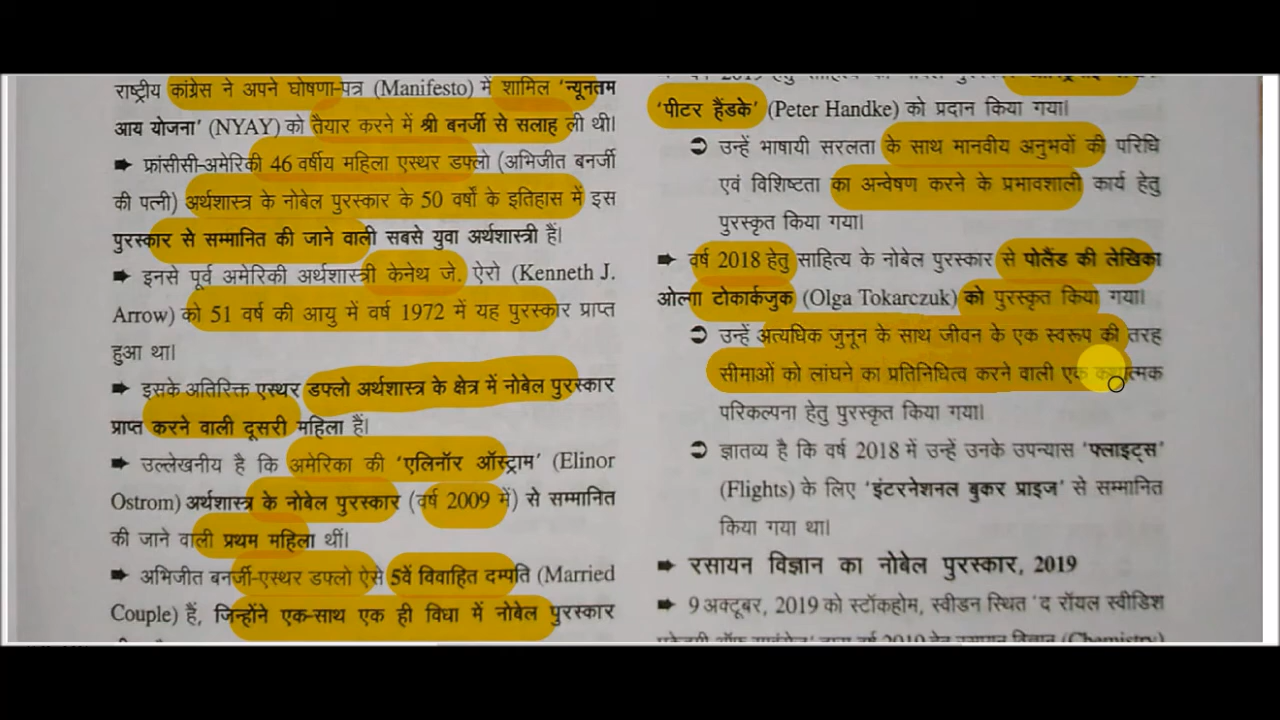 राष्ट्रीय कांग्रेस ने अपने घोषणा-पत्र (Manifesto) में शामिल 'न्यूनतम
आय योजना' (NYAY) को तैयार करने में श्री बनर्जी से सलाह ली थी।
➡ फ्रांसीसी-अमेरिकी 46 वर्षीय महिला एस्थर डफ्लो (अभिजीत बनर्जी
की पत्नी) अर्थशास्त्र के नोबेल पुरस्कार के 50 वर्षों के इतिहास में इस
पुरस्कार से सम्मानित की जाने वाली सबसे युवा अर्थशास्त्री हैं।
➡ इनसे पूर्व अमेरिकी अर्थशास्त्री केनेथ जे. ऐरो (Kenneth J.
Arrow) को 51 वर्ष की आयु में वर्ष 1972 में यह पुरस्कार प्राप्त
हुआ था।
➡ इसके अतिरिक्त एस्थर डफ्लो अर्थशास्त्र के क्षेत्र में नोबेल पुरस्कार
प्राप्त करने वाली दूसरी महिला हैं।
➡ उल्लेखनीय है कि अमेरिका की 'एलिनॉर ऑस्ट्राम' (Elinor
Ostrom) अर्थशास्त्र के नोबेल पुरस्कार (वर्ष 2009 में) से सम्मानित
की जाने वाली प्रथम महिला थीं।
➡ अभिजीत बनर्जी-एस्थर डफ्लो ऐसे 5वें विवाहित दम्पति (Married
Couple) हैं, जिन्होंने एक-साथ एक ही विधा में नोबेल पुरस्कार
'पीटर हैंडके' (Peter Handke) को प्रदान किया गया।
➲ उन्हें भाषायी सरलता के साथ मानवीय अनुभवों की परिधि
एवं विशिष्टता का अन्वेषण करने के प्रभावशाली कार्य हेतु
पुरस्कृत किया गया।
➡ वर्ष 2018 हेतु साहित्य के नोबेल पुरस्कार से पोलैंड की लेखिका
ओल्गा टोकार्कजुक (Olga Tokarczuk) को पुरस्कृत किया गया।
➲ उन्हें अत्यधिक जुनून के साथ जीवन के एक स्वरूप की तरह
सीमाओं को लांघने का प्रतिनिधित्व करने वाली एक
परिकल्पना हेतु पुरस्कृत किया गया।
➲ ज्ञातव्य है कि वर्ष 2018 में उन्हें उनके उपन्यास 'फ्लाइट्स'
(Flights) के लिए 'इंटरनेशनल बुकर प्राइज' से सम्मानित
किया गया था।
➡ रसायन विज्ञान का नोबेल पुरस्कार, 2019
➡ 9 अक्टूबर, 2019 को स्टॉकहोम, स्वीडन स्थित 'द रॉयल स्वीडिश